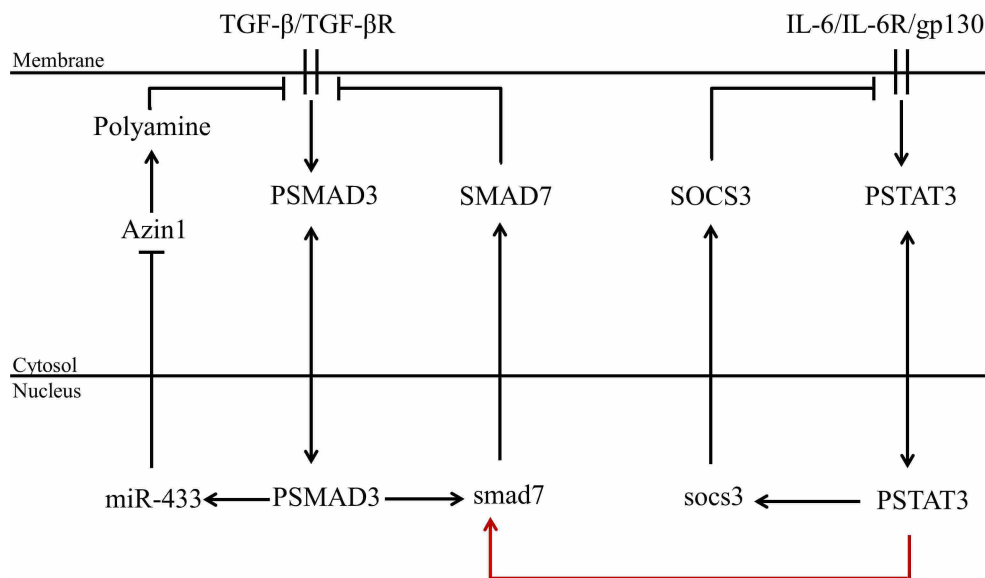 TGF-β/TGF-βR
IL-6/IL-6R/gp130
Membrane
Polyamine
PSMAD3
SMAD7
SOCS3
PSTAT3
Azin1
Cytosol
Nucleus
miR-433
PSMAD3
smad7
socs3
PSTAT3